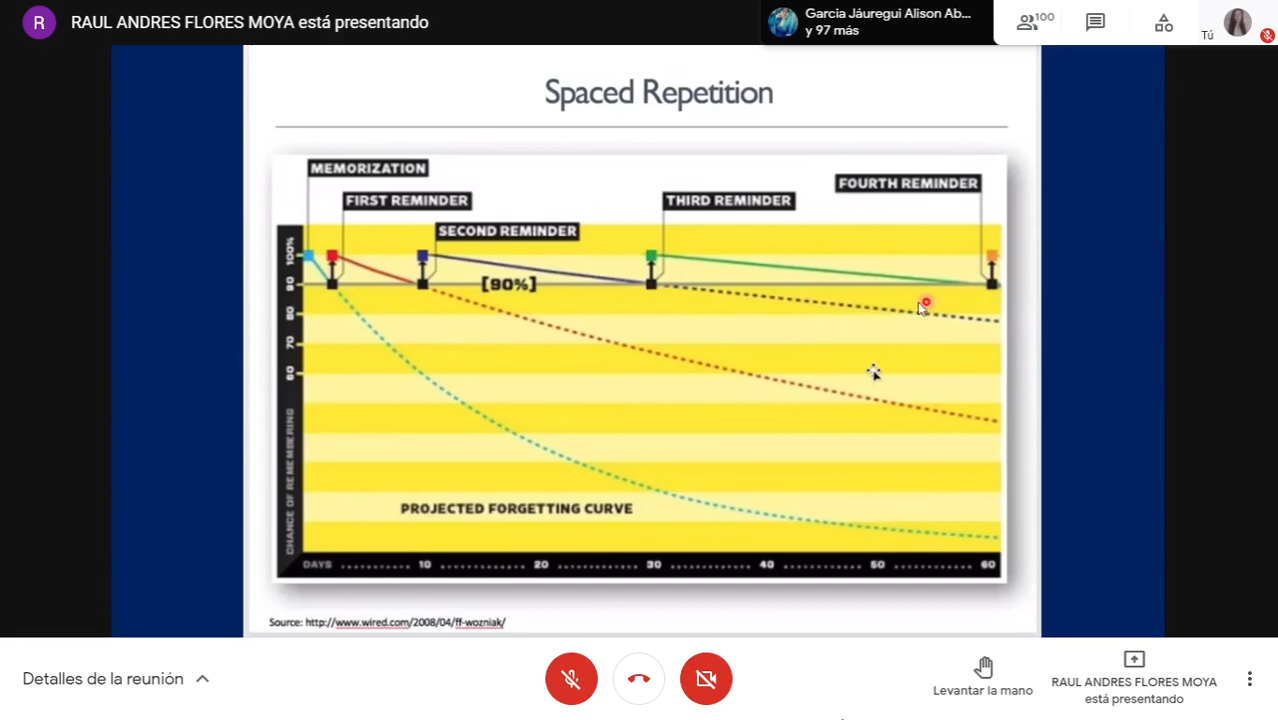 R
RAUL ANDRES FLORES MOYA está presentando
Garcia Jáuregui Alison Ab...
y 97 más
100
Tú
Spaced Repetition
MEMORIZATION
FIRST REMINDER
SECOND REMINDER
THIRD REMINDER
FOURTH REMINDER
100%
90
80
70
60
[90%]
CHANCE OF REMEMBERING
PROJECTED FORGETTING CURVE
DAYS 10 20 30 40 50 60
Source: http://www.wired.com/2008/04/ff-wozniak/
Detalles de la reunión
Levantar la mano
RAUL ANDRES FLORES MOYA
está presentando